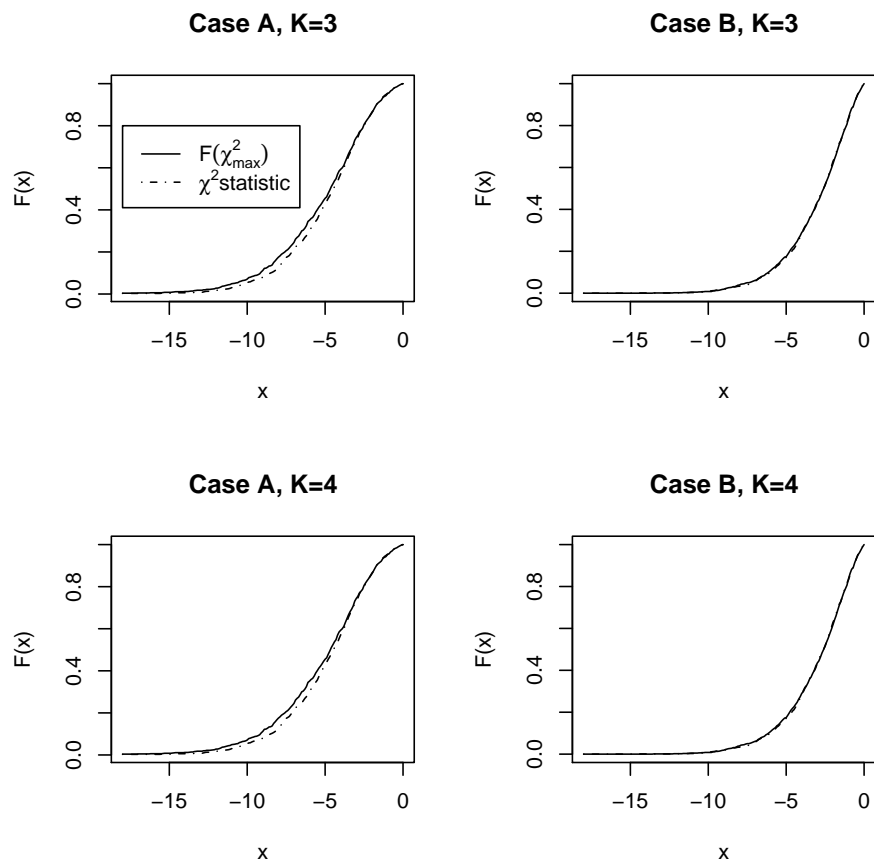 Case A, K=3
F(x)
0.0 0.4 0.8
F(χ²max)
χ²statistic
−15 −10 −5 0
x
Case B, K=3
F(x)
0.0 0.4 0.8
−15 −10 −5 0
x
Case A, K=4
F(x)
0.0 0.4 0.8
−15 −10 −5 0
x
Case B, K=4
F(x)
0.0 0.4 0.8
−15 −10 −5 0
x